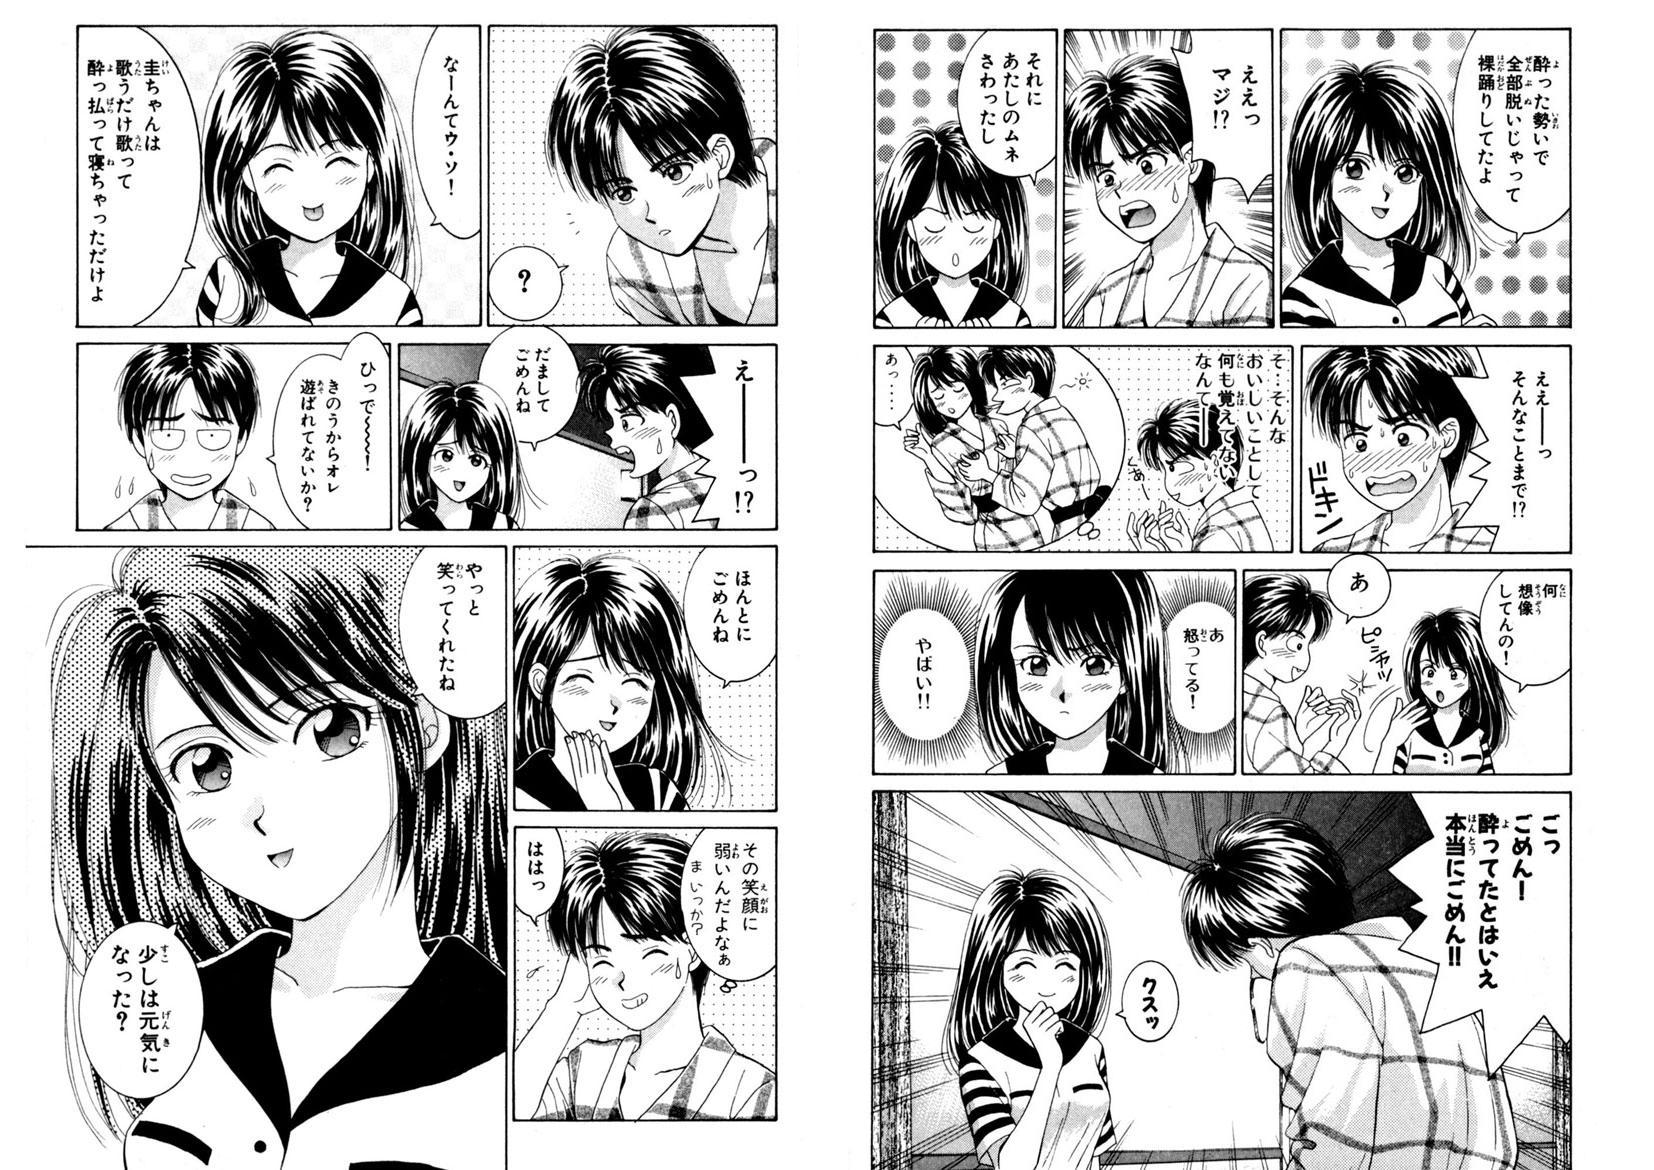 酔った勢いで
全部脱いじゃって
裸踊りしてたよ
ええっ
マジ!?
それに
あたしのムネ
さわったし
ええ――っ
そんなことまで!?
ドキン
そ…そんな
おいしいことして
何も覚えてない
なんて――
あっ…
何
想像
してんの!
あ
ピシャッ
あ
怒ってる!
やばい!!
ごっ
ごめん!
酔ってたとはいえ
本当にごめん!!
クスッ
?
なーんてウ・ソ!
圭ちゃんは
歌うだけ歌って
酔っ払って寝ちゃっただけよ
え――っ!?
だまして
ごめんね
ひっで〜〜〜!
きのうからオレ
遊ばれてないか?
ほんとに
ごめんね
その笑顔に
弱いんだよなぁ
ま いっか?
ははっ
やっと
笑ってくれたね
少しは元気に
なった?